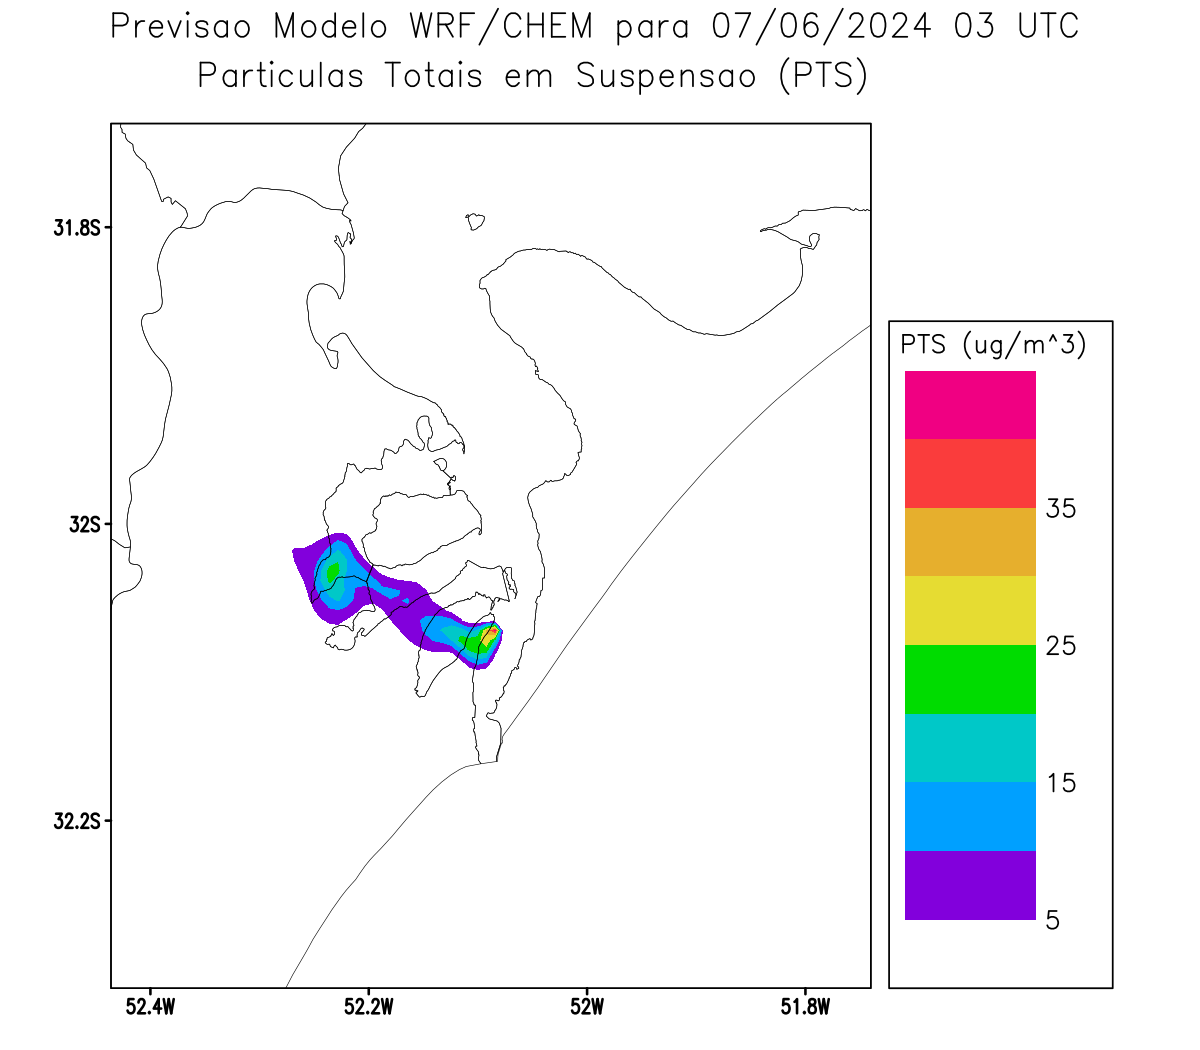 Previsao Modelo WRF/CHEM para 07/06/2024 03 UTC
Particulas Totais em Suspensao (PTS)
31.8S
32S
32.2S
52.4W
52.2W
52W
51.8W
PTS (ug/m^3)
35
25
15
5